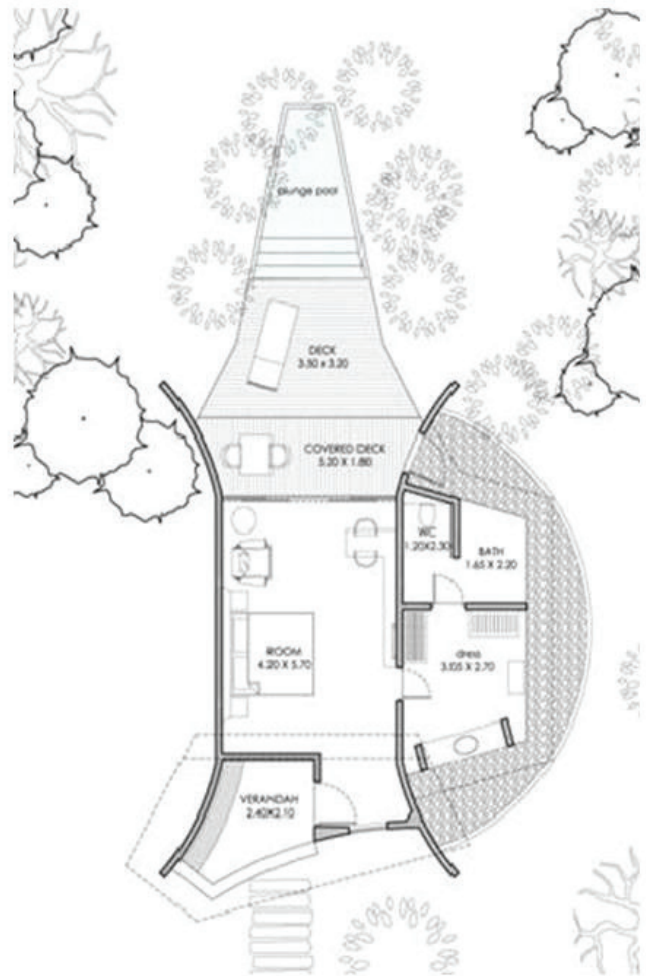 plunge pool
DECK
3.50 x 3.20
COVERED DECK
5.20 X 1.80
WC
1.20X2.30
BATH
1.65 X 2.20
ROOM
4.20 X 5.70
dress
3.05 X 2.70
VERANDAH
2.40X2.10